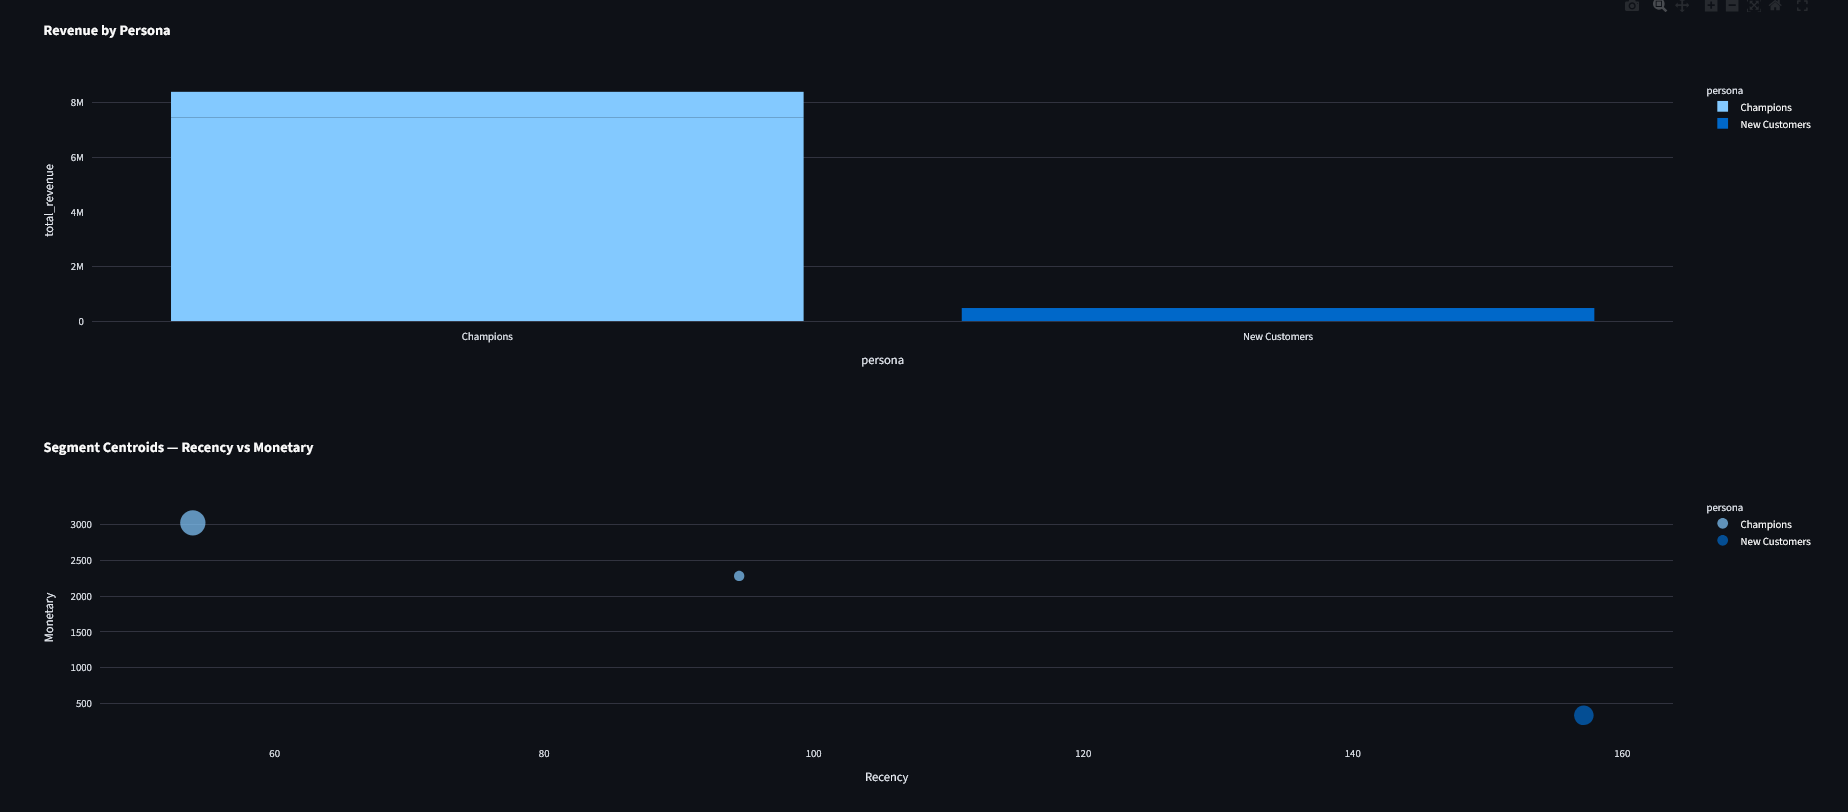 Revenue by Persona
8M
6M
4M
2M
0
total_revenue
Champions
New Customers
persona
persona
Champions
New Customers
Segment Centroids — Recency vs Monetary
3000
2500
2000
1500
1000
500
Monetary
60
80
100
120
140
160
Recency
persona
Champions
New Customers